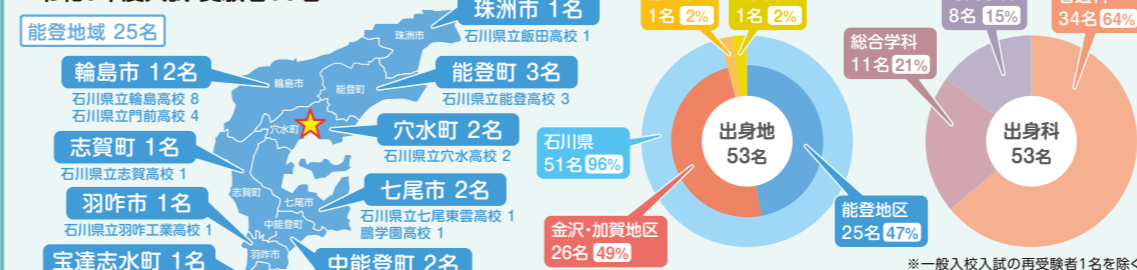 能登地域 25名
珠洲市 1名
石川県立飯田高校 1
輪島市 12名
石川県立輪島高校 8
石川県立門前高校 4
能登町 3名
石川県立能登高校 3
穴水町 2名
石川県立穴水高校 2
志賀町 1名
石川県立志賀高校 1
七尾市 2名
石川県立七尾東雲高校 1
鵬学園高校 1
羽咋市 1名
石川県立羽咋工業高校 1
宝達志水町 1名
中能登町 2名
珠洲市
輪島市
能登町
穴水町
志賀町
七尾市
中能登町
羽咋市
1名 2%
1名 2%
出身地
53名
石川県
51名 96%
金沢・加賀地区
26名 49%
能登地区
25名 47%
8名 15%
34名 64%
総合学科
11名 21%
出身科
53名
※一般入校入試の再受験者1名を除く